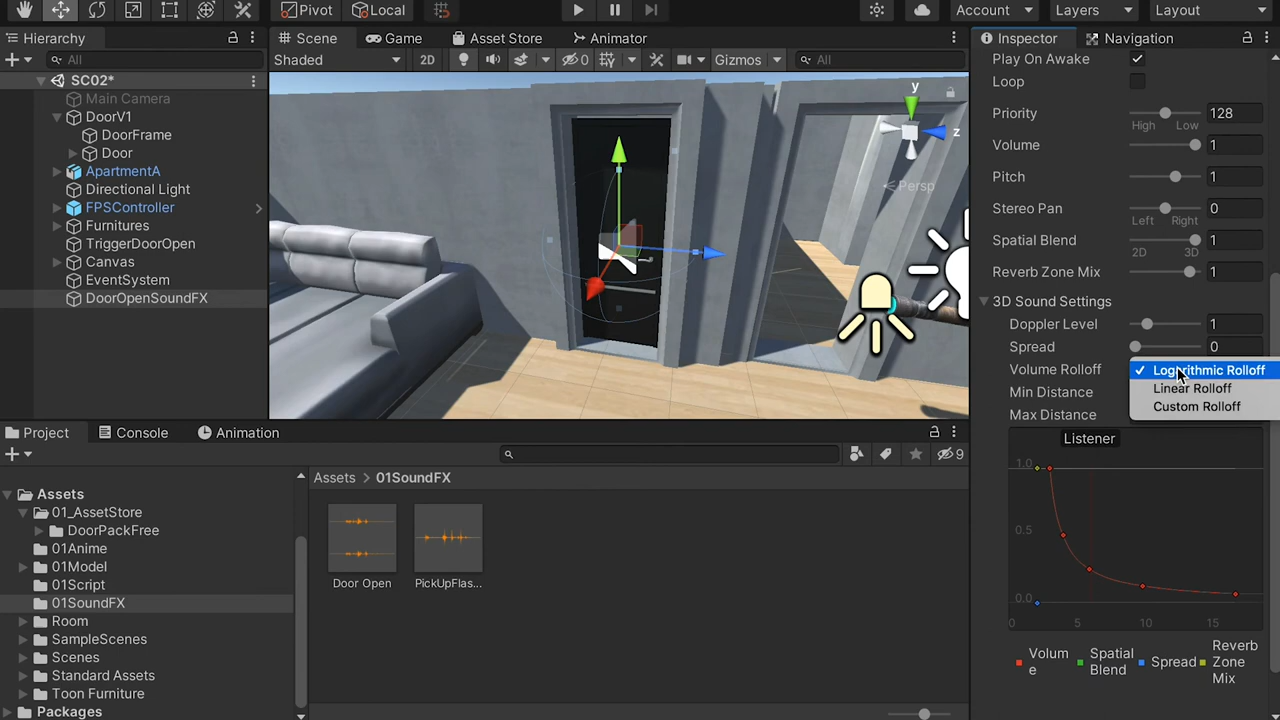 Pivot Local Account Layers Layout
Hierarchy Scene Game Asset Store Animator Inspector Navigation
All Shaded 2D 0 Gizmos All Play On Awake
SC02* Loop
Main Camera
DoorV1 Priority 128
High Low
DoorFrame
Door Volume 1
ApartmentA Pitch 1
Directional Light
FPSController Stereo Pan 0
Left Right
Furnitures
TriggerDoorOpen Spatial Blend 1
2D 3D
Canvas
EventSystem Reverb Zone Mix 1
DoorOpenSoundFX 3D Sound Settings
y
z
Persp
Doppler Level 1
Spread 0
Volume Rolloff Logarithmic Rolloff
Linear Rolloff
Min Distance
Custom Rolloff
Max Distance
Project Console Animation Listener
9
Assets > 01SoundFX 1.0
Assets
01_AssetStore
DoorPackFree 0.5
01Anime
01Model
Door Open PickUpFlas...
01Script
01SoundFX 0.0
Room 0 5 10 15
SampleScenes
Scenes Volum
e Spatial
Blend Spread Reverb
Zone
Mix
Standard Assets
Toon Furniture
Packages